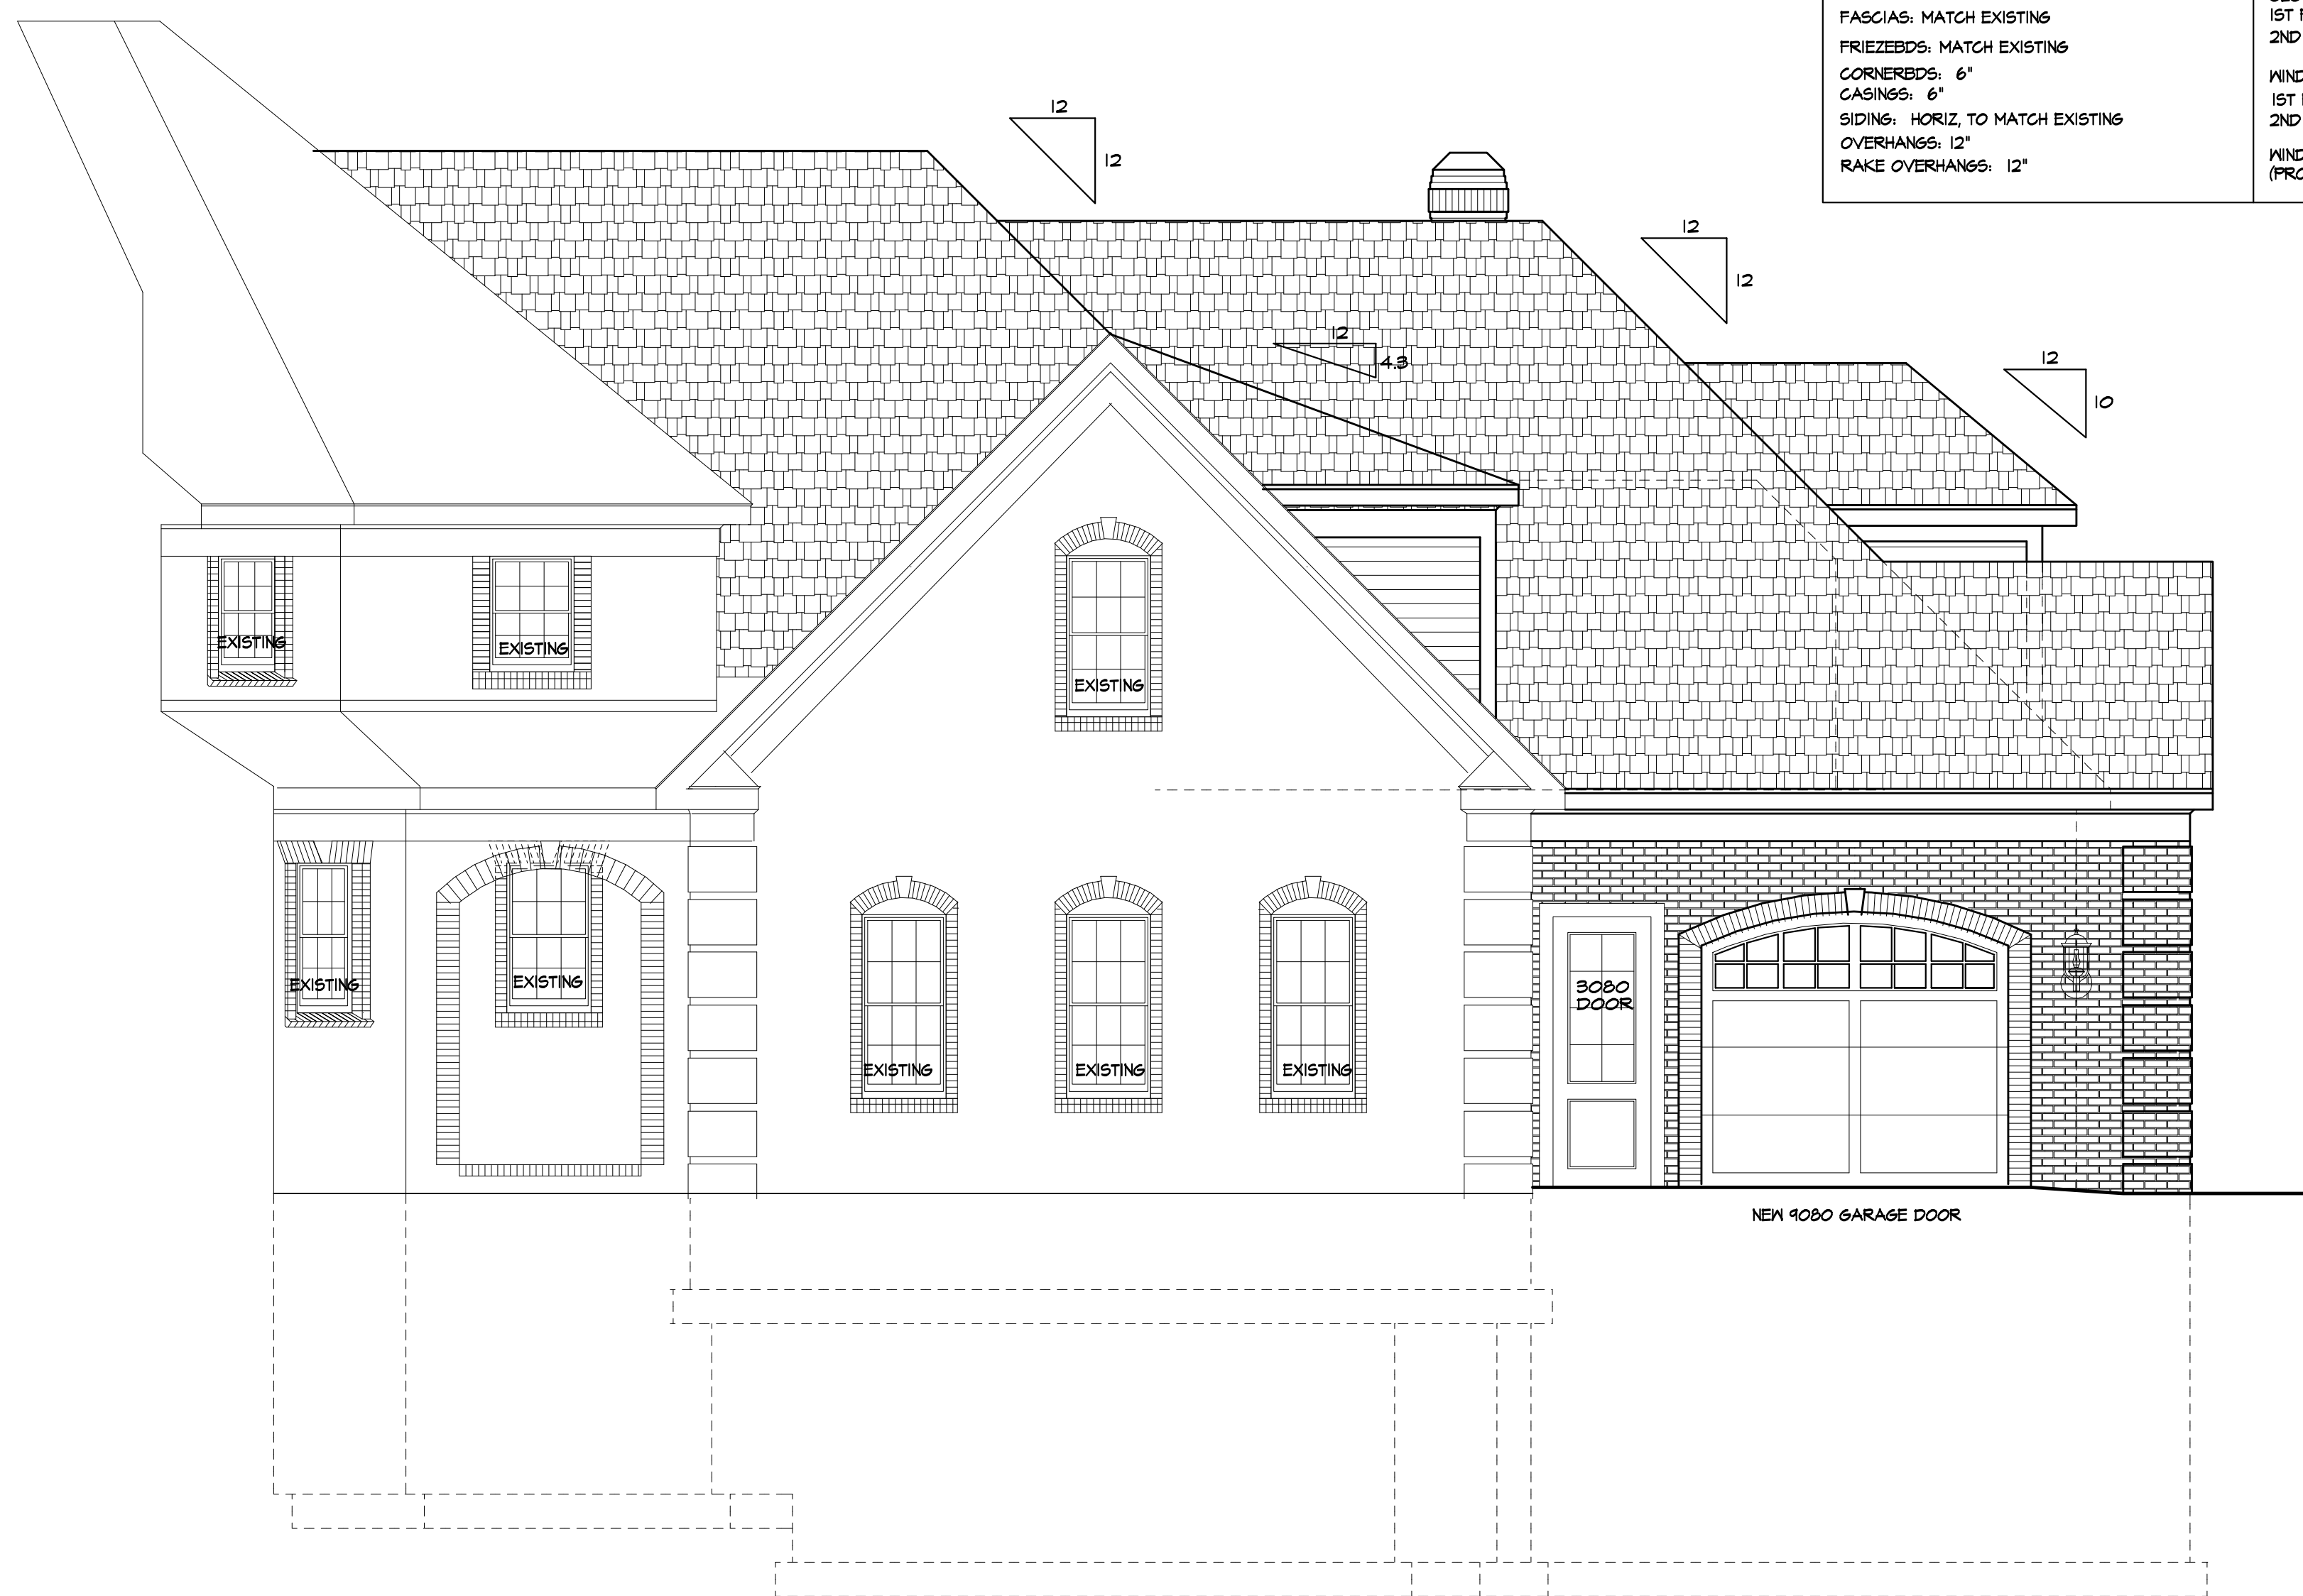 FASCIAS: MATCH EXISTING
FRIEZEBDS: MATCH EXISTING
CORNERBDS: 6"
CASINGS: 6"
SIDING: HORIZ, TO MATCH EXISTING
OVERHANGS: 12"
RAKE OVERHANGS: 12"
1ST
2ND
1ST
2ND
12
12
12
12
12
4.3
12
10
EXISTING
EXISTING
EXISTING
EXISTING
EXISTING
EXISTING
EXISTING
EXISTING
3080
DOOR
NEW 9080 GARAGE DOOR